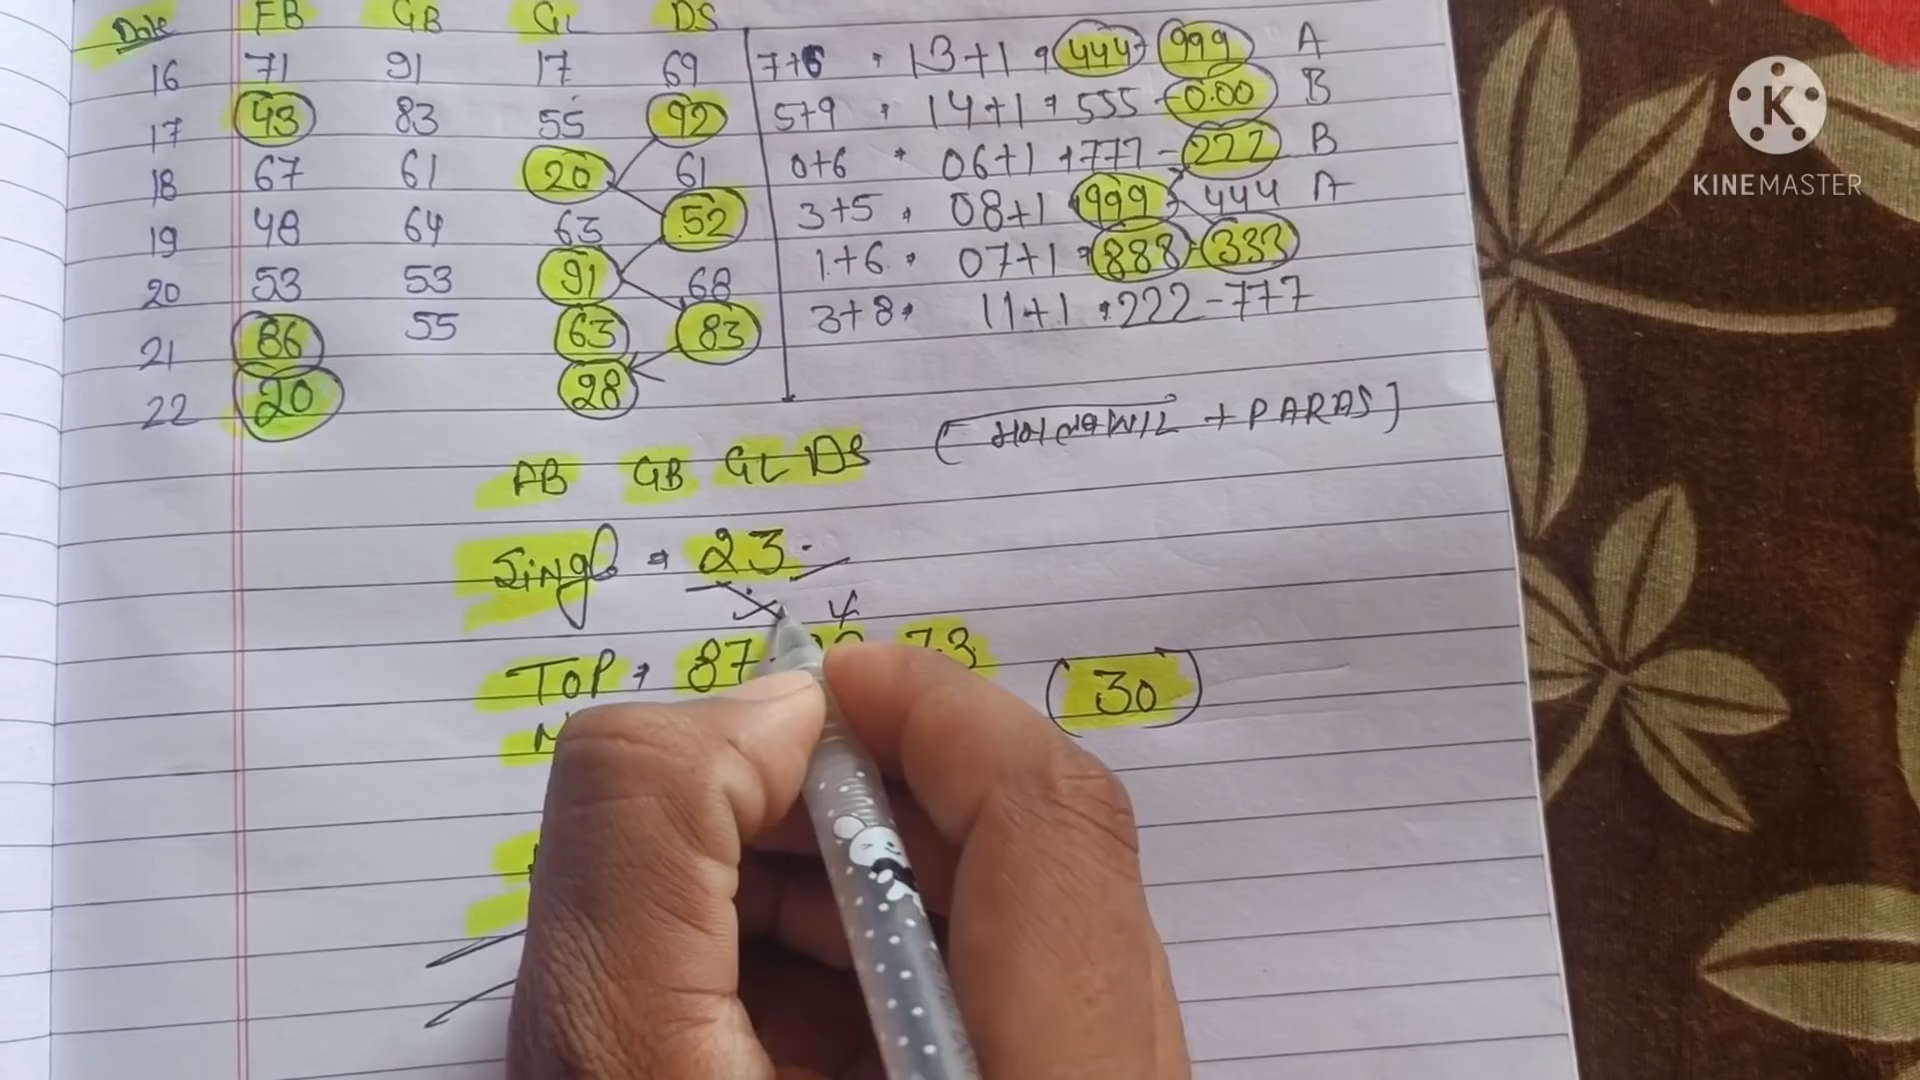 Date FB GB GL DS
16 71 91 17 69 7+6 13+1 444 999 A
17 43 83 55 92 5+9 14+1 555 - 000 B
18 67 61 20 61 0+6 06+1 777 - 222 B
19 48 64 63 52 3+5 08+1 999 - 444 A
20 53 53 91 68 1+6 07+1 888 - 333
21 86 55 63 83 3+8 11+1 222 - 777
22 20 28
FB GB GL DS + PARAS]
Single 23
4
TOP 87 73
(30)
K
KINEMASTER